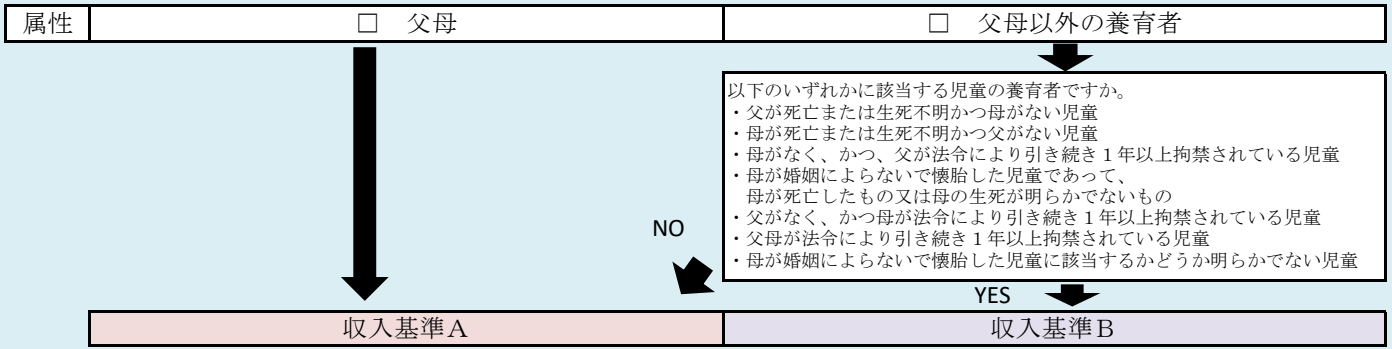 属性 □ 父母 □ 父母以外の養育者
以下のいずれかに該当する児童の養育者ですか。
・父が死亡または生死不明かつ母がない児童
・母が死亡または生死不明かつ父がない児童
・母がなく、かつ、父が法令により引き続き１年以上拘禁されている児童
・母が婚姻によらないで懐胎した児童であって、
母が死亡したもの又は母の生死が明らかでないもの
・父がなく、かつ母が法令により引き続き１年以上拘禁されている児童
・父母が法令により引き続き１年以上拘禁されている児童
・母が婚姻によらないで懐胎した児童に該当するかどうか明らかでない児童
NO
YES
収入基準Ａ 収入基準Ｂ